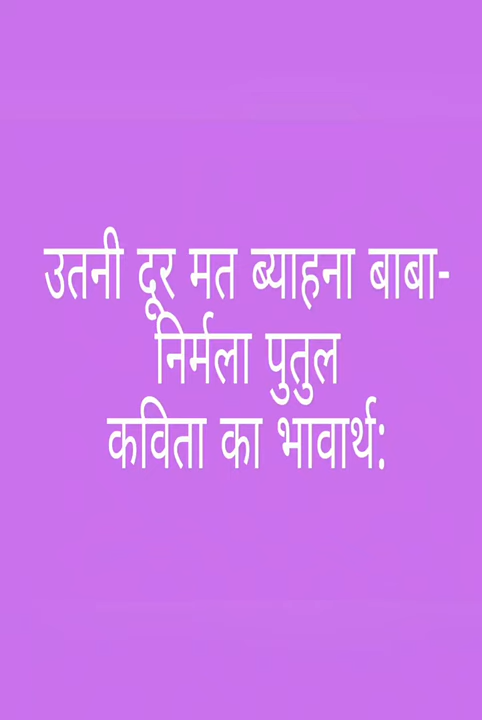 उतनी दूर मत ब्याहना बाबा-
निर्मला पुतुल
कविता का भावार्थ: